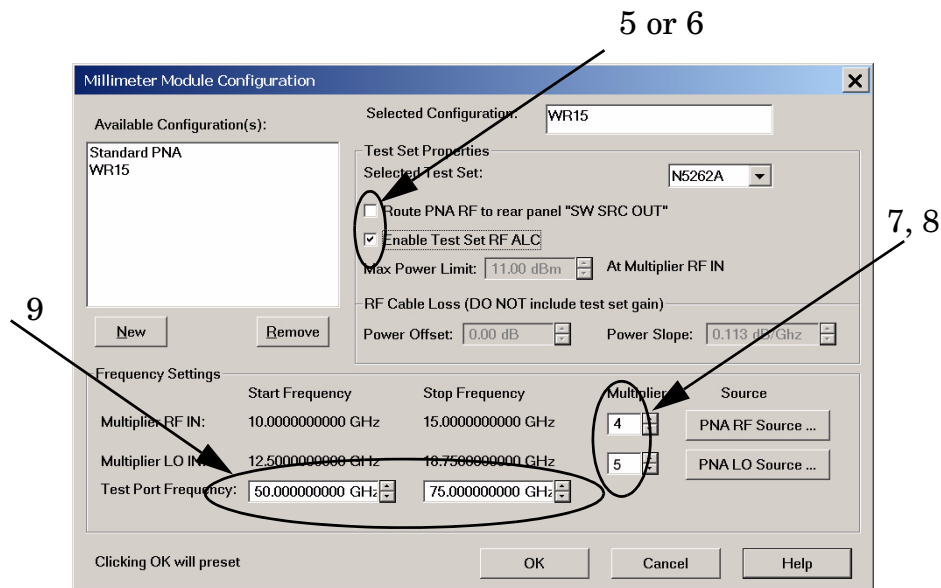 5 or 6
Millimeter Module Configuration
Available Configuration(s):
Standard PNA
WR15
New
Remove
Selected Configuration:
WR15
Test Set Properties
Selected Test Set:
N5262A
Route PNA RF to rear panel "SW SRC OUT"
Enable Test Set RF ALC
Max Power Limit: 11.00 dBm At Multiplier RF IN
RF Cable Loss (DO NOT include test set gain)
Power Offset: 0.00 dB Power Slope: 0.113 dB/Ghz
7, 8
9
Frequency Settings
Start Frequency Stop Frequency Multiplier Source
Multiplier RF IN: 10.0000000000 GHz 15.0000000000 GHz 4 PNA RF Source ...
Multiplier LO IN: 12.5000000000 GHz 18.7500000000 GHz 5 PNA LO Source ...
Test Port Frequency: 50.000000000 GHz 75.000000000 GHz
Clicking OK will preset
OK Cancel Help